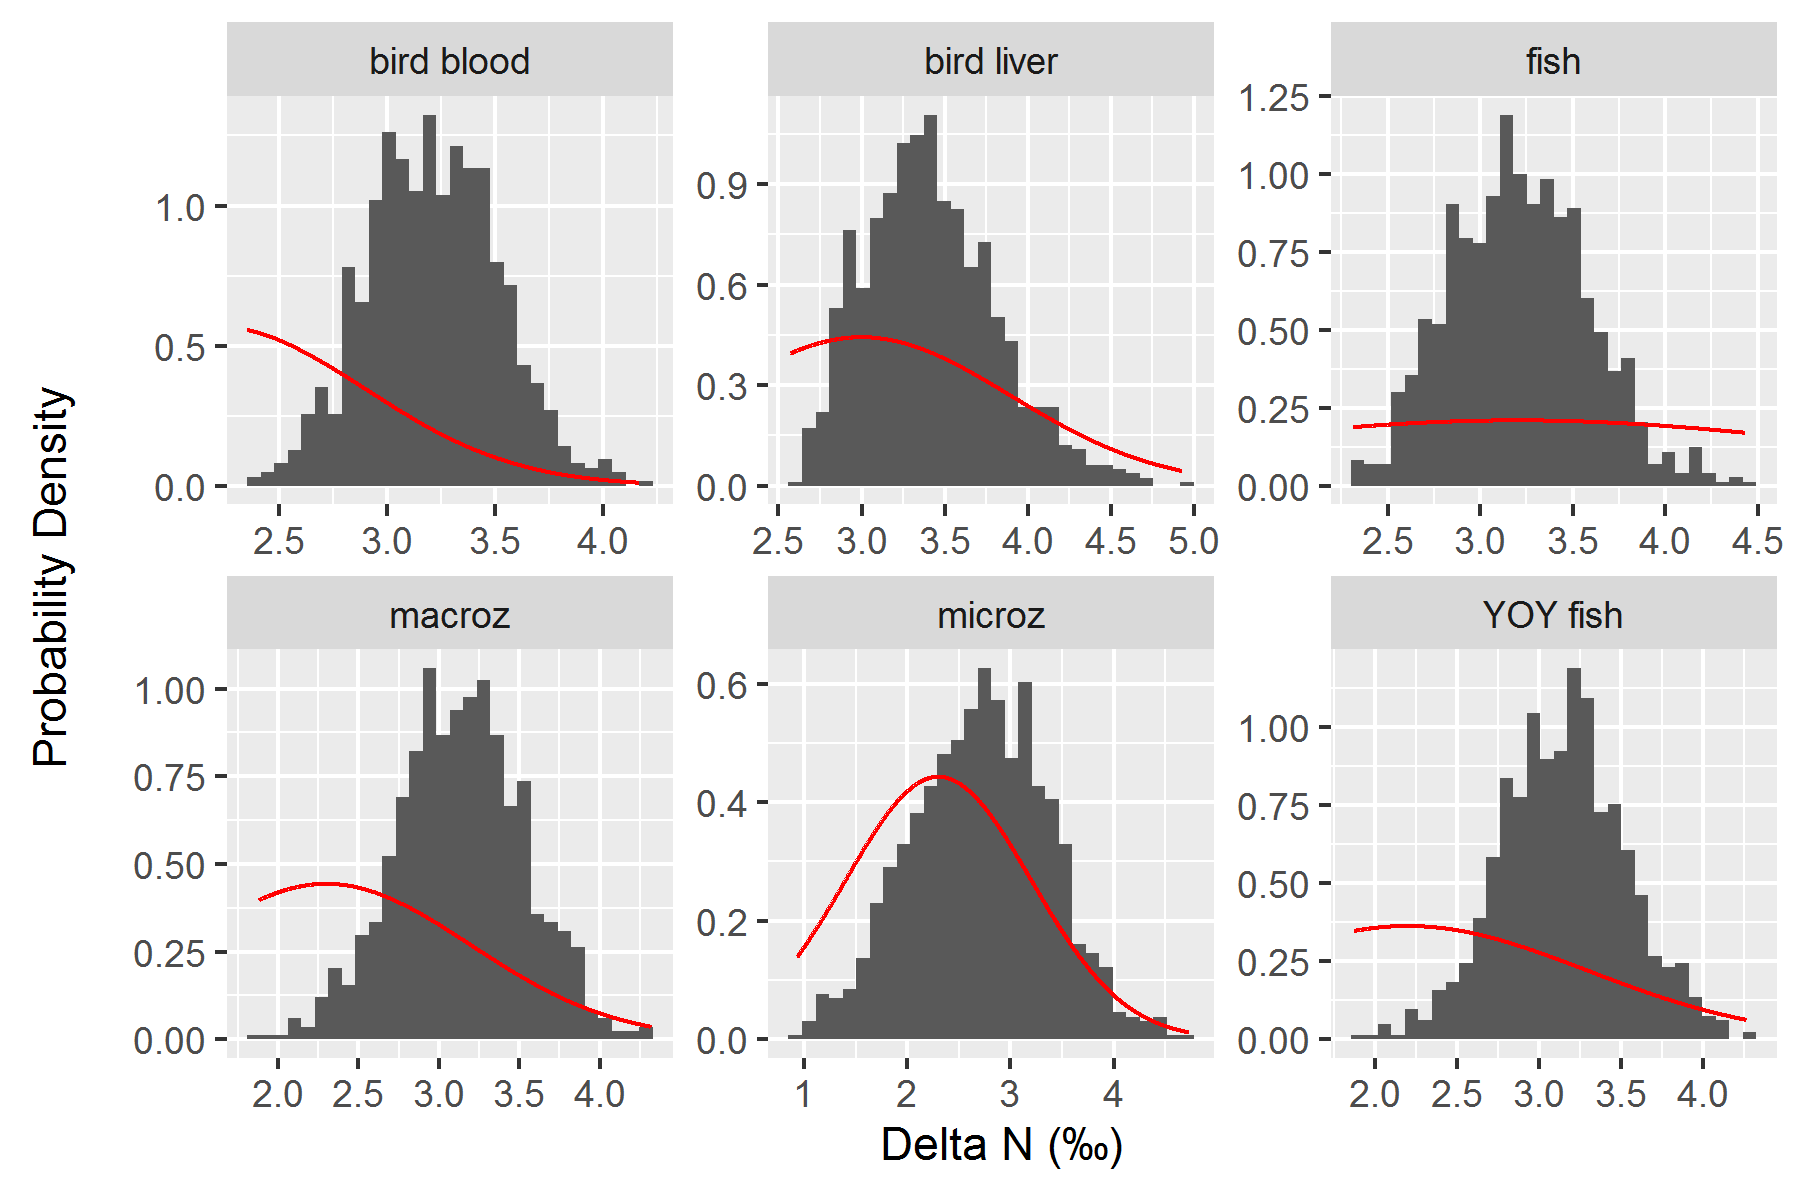 bird blood
bird liver
fish
1.0
0.5
0.0
0.9
0.6
0.3
0.0
1.25
1.00
0.75
0.50
0.25
0.00
2.5 3.0 3.5 4.0
2.5 3.0 3.5 4.0 4.5 5.0
2.5 3.0 3.5 4.0 4.5
macroz
microz
YOY fish
1.00
0.75
0.50
0.25
0.00
0.6
0.4
0.2
0.0
1.00
0.75
0.50
0.25
0.00
2.0 2.5 3.0 3.5 4.0
1 2 3 4
2.0 2.5 3.0 3.5 4.0
Probability Density
Delta N (‰)